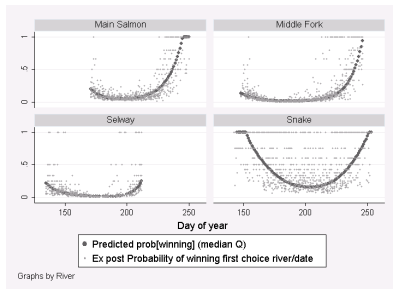 Main Salmon
Middle Fork
1
.5
0
Selway
Snake
1
.5
0
150
200
250
150
200
250
Day of year
Predicted prob[winning] (median Q)
Ex post Probability of winning first choice river/date
Graphs by River